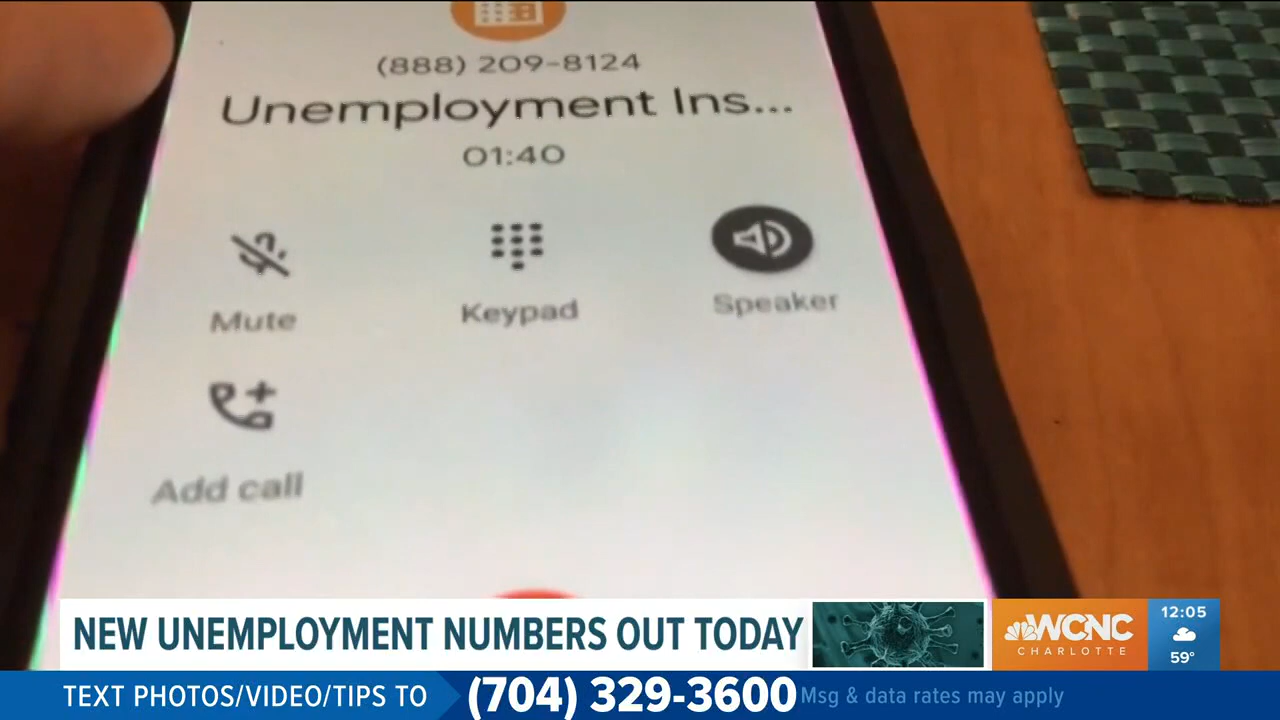 (888) 209-8124
Unemployment Ins...
01:40
Mute
Keypad
Speaker
Add call
NEW UNEMPLOYMENT NUMBERS OUT TODAY
WCNC
CHARLOTTE
12:05
59°
TEXT PHOTOS/VIDEO/TIPS TO (704) 329-3600 Msg & data rates may apply